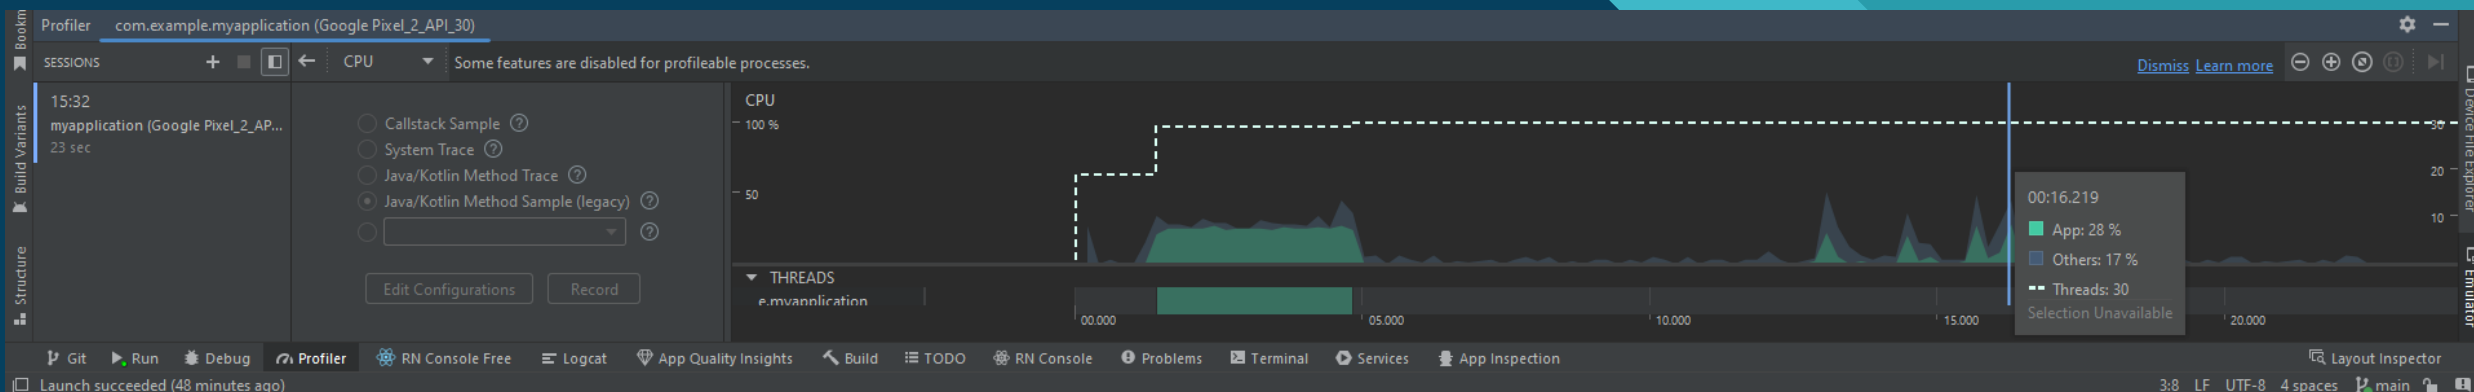 Bookm
Build Variants
Structure
Profiler com.example.myapplication (Google Pixel_2_API_30)
SESSIONS CPU Some features are disabled for profileable processes. Dismiss Learn more
15:32
myapplication (Google Pixel_2_AP...
23 sec
Callstack Sample ?
System Trace ?
Java/Kotlin Method Trace ?
Java/Kotlin Method Sample (legacy) ?
?
Edit Configurations Record
CPU
100 %
50
30
20
10
00:16.219
App: 28 %
Others: 17 %
Threads: 30
Selection Unavailable
THREADS
e.myapplication
00.000 05.000 10.000 15.000 20.000
Device File Explorer
Emulator
Git Run Debug Profiler RN Console Free Logcat App Quality Insights Build TODO RN Console Problems Terminal Services App Inspection Layout Inspector
Launch succeeded (48 minutes ago) 3:8 LF UTF-8 4 spaces main